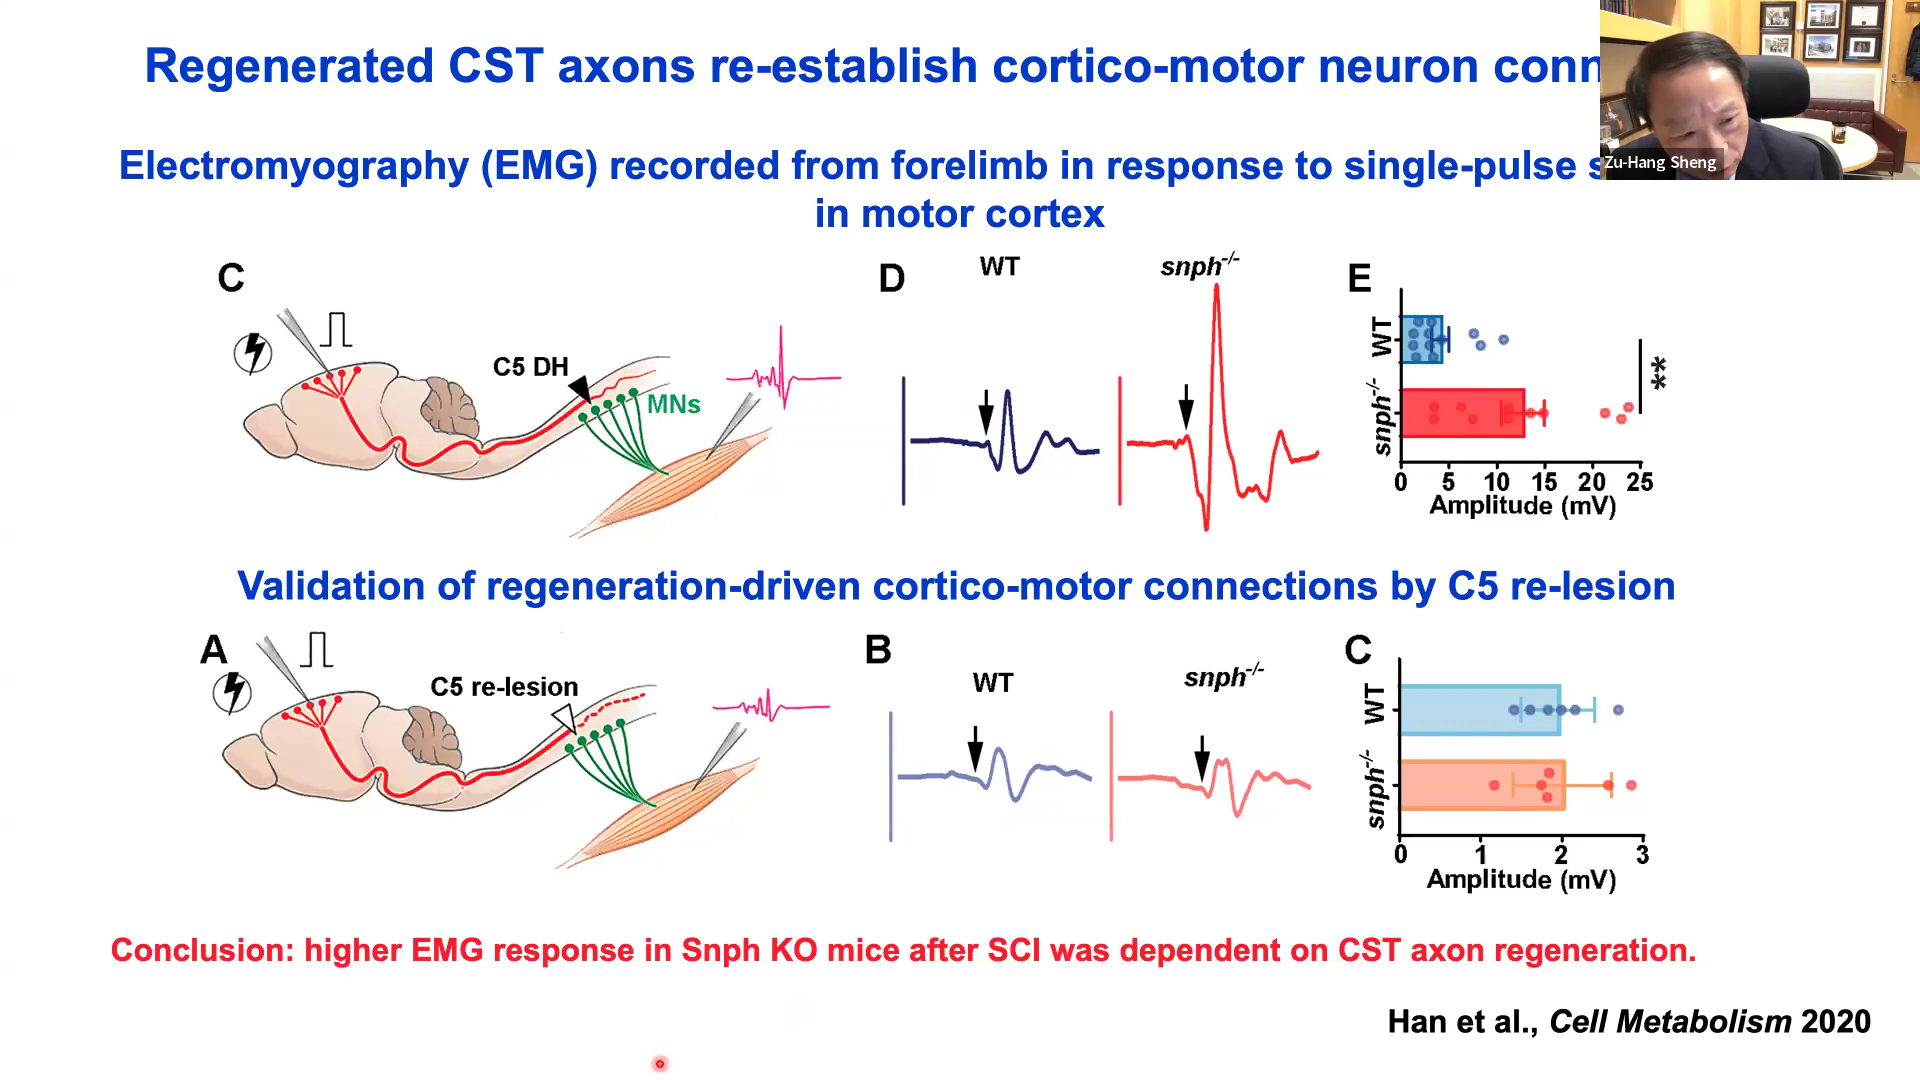 Regenerated CST axons re-establish cortico-motor neuron conn
Zu-Hang Sheng
Electromyography (EMG) recorded from forelimb in response to single-pulse s
in motor cortex
C
C5 DH
MNs
D
WT
snph-/-
E
WT
snph-/-
**
0 5 10 15 20 25
Amplitude (mV)
Validation of regeneration-driven cortico-motor connections by C5 re-lesion
A
C5 re-lesion
B
WT
snph-/-
C
WT
snph-/-
0 1 2 3
Amplitude (mV)
Conclusion: higher EMG response in Snph KO mice after SCI was dependent on CST axon regeneration.
Han et al., Cell Metabolism 2020